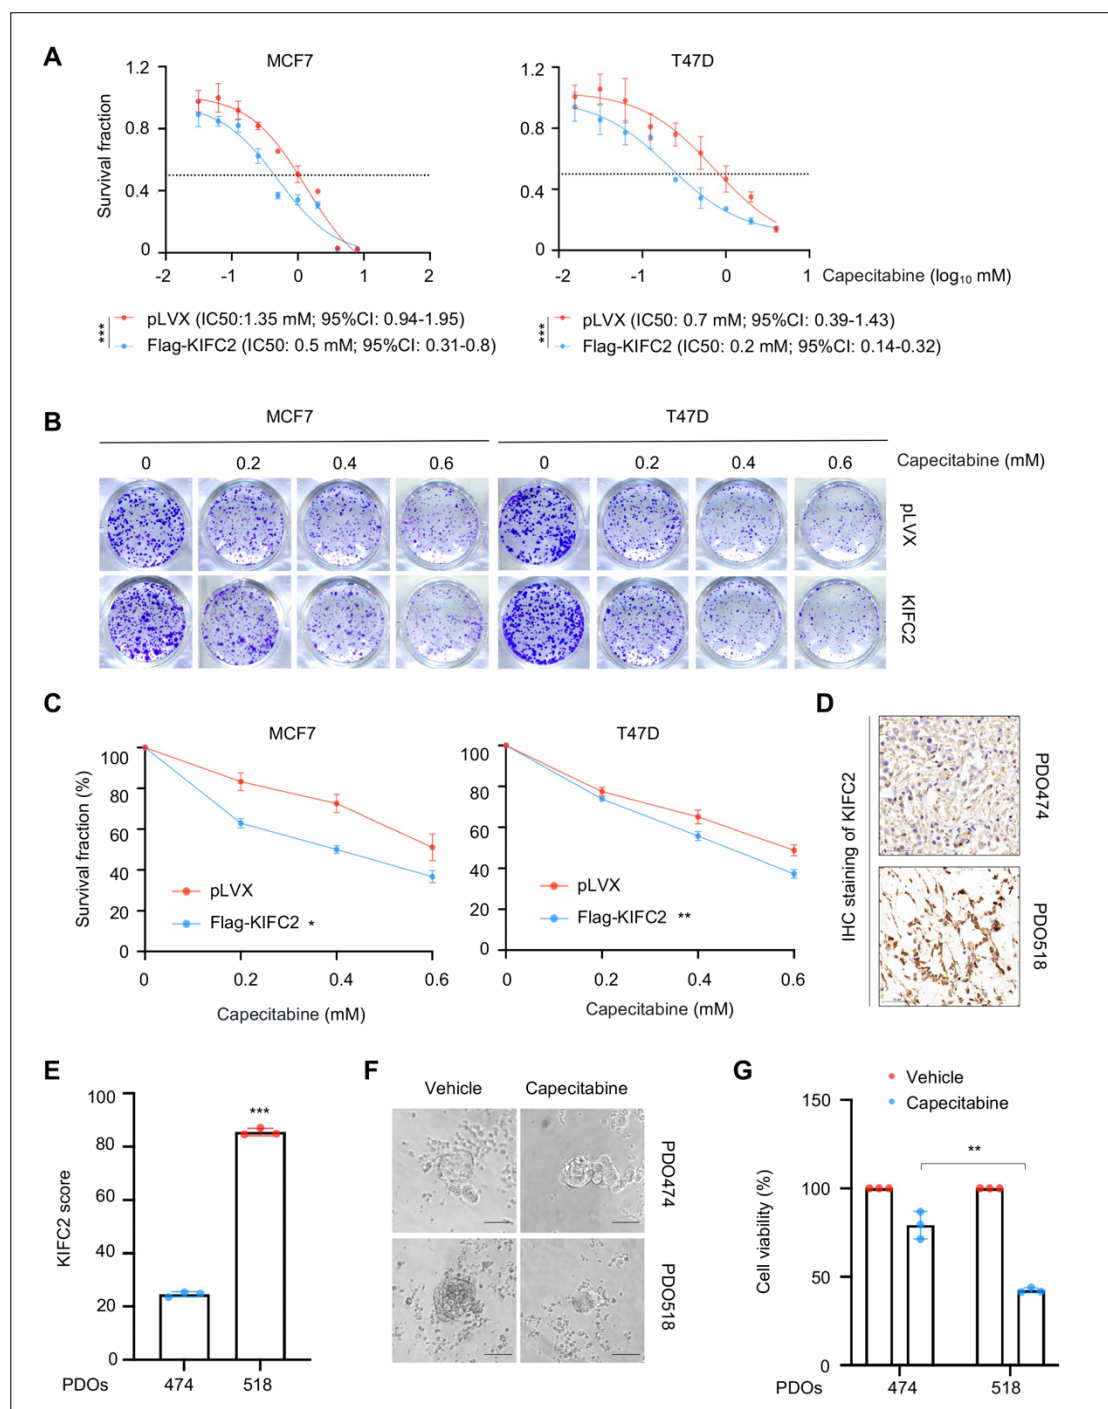 A
MCF7
T47D
Survival fraction
1.2
0.8
0.4
0
-2
-1
0
1
2
1.2
0.8
0.4
0
-2
-1
0
1
Capecitabine (log₁₀ mM)
*** pLVX (IC50:1.35 mM; 95%CI: 0.94-1.95)
Flag-KIFC2 (IC50: 0.5 mM; 95%CI: 0.31-0.8)
*** pLVX (IC50: 0.7 mM; 95%CI: 0.39-1.43)
Flag-KIFC2 (IC50: 0.2 mM; 95%CI: 0.14-0.32)
B
MCF7
T47D
0 0.2 0.4 0.6 0 0.2 0.4 0.6 Capecitabine (mM)
pLVX
KIFC2
C
MCF7
Survival fraction (%)
100
80
60
40
20
0
pLVX
Flag-KIFC2 *
0 0.2 0.4 0.6
Capecitabine (mM)
T47D
100
80
60
40
20
0
pLVX
Flag-KIFC2 **
0 0.2 0.4 0.6
Capecitabine (mM)
D
IHC staining of KIFC2
PDO474
PDO518
E
KIFC2 score
100
80
60
40
20
0
***
PDOs 474 518
F
Vehicle Capecitabine
PDO474
PDO518
G
Vehicle
Capecitabine
Cell viability (%)
150
100
50
0
**
PDOs 474 518